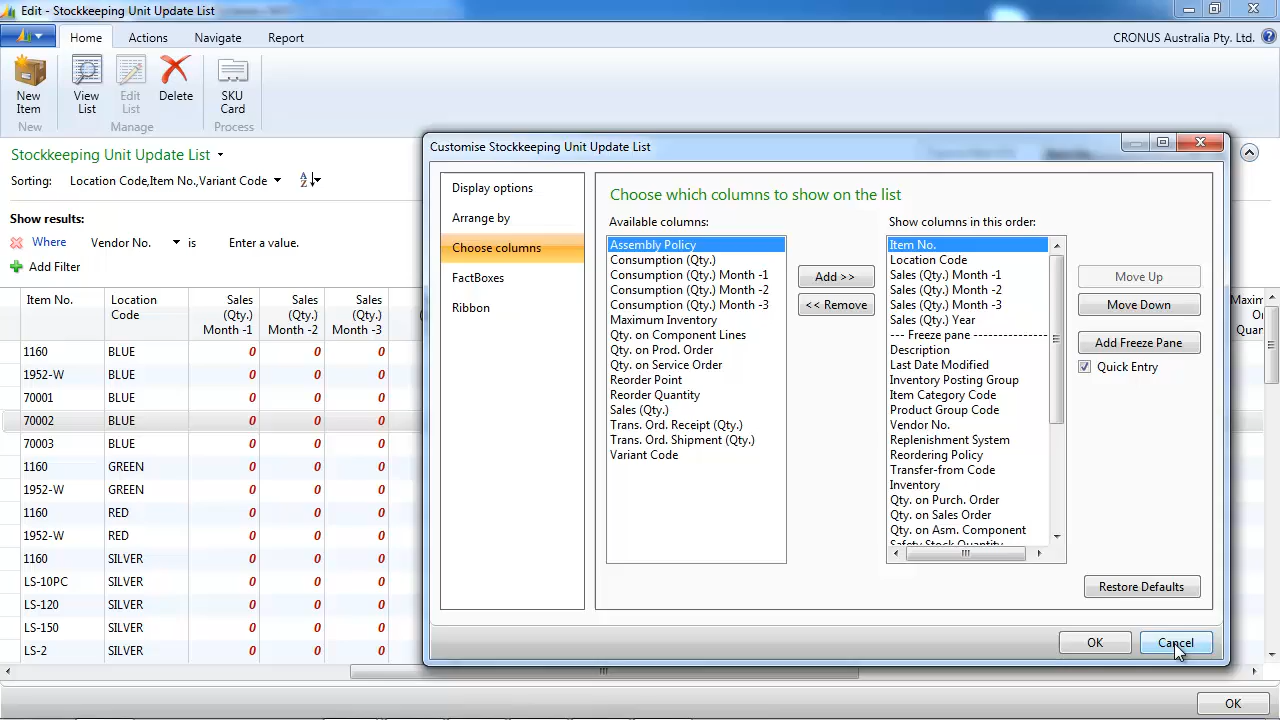 Edit - Stockkeeping Unit Update List
Home Actions Navigate Report
CRONUS Australia Pty. Ltd.
New Item
View List
Edit List
Delete
SKU Card
New Manage Process
Stockkeeping Unit Update List
Sorting: Location Code,Item No.,Variant Code
Show results:
Where Vendor No. is Enter a value.
Add Filter
Item No. Location Code Sales (Qty.) Month -1 Sales (Qty.) Month -2 Sales (Qty.) Month -3
1160 BLUE 0 0 0
1952-W BLUE 0 0 0
70001 BLUE 0 0 0
70002 BLUE 0 0 0
70003 BLUE 0 0 0
1160 GREEN 0 0 0
1952-W GREEN 0 0 0
1160 RED 0 0 0
1952-W RED 0 0 0
1160 SILVER 0 0 0
LS-10PC SILVER 0 0 0
LS-120 SILVER 0 0 0
LS-150 SILVER 0 0 0
LS-2 SILVER 0 0 0
Customise Stockkeeping Unit Update List
Display options
Arrange by
Choose columns
FactBoxes
Ribbon
Choose which columns to show on the list
Available columns:
Assembly Policy
Consumption (Qty.)
Consumption (Qty.) Month -1
Consumption (Qty.) Month -2
Consumption (Qty.) Month -3
Maximum Inventory
Qty. on Component Lines
Qty. on Prod. Order
Qty. on Service Order
Reorder Point
Reorder Quantity
Sales (Qty.)
Trans. Ord. Receipt (Qty.)
Trans. Ord. Shipment (Qty.)
Variant Code
Add >>
<< Remove
Show columns in this order:
Item No.
Location Code
Sales (Qty.) Month -1
Sales (Qty.) Month -2
Sales (Qty.) Month -3
Sales (Qty.) Year
--- Freeze pane ---------------
Description
Last Date Modified
Inventory Posting Group
Item Category Code
Product Group Code
Vendor No.
Replenishment System
Reordering Policy
Transfer-from Code
Inventory
Qty. on Purch. Order
Qty. on Sales Order
Qty. on Asm. Component
Safety Stock Quantity
Move Up
Move Down
Add Freeze Pane
Quick Entry
Restore Defaults
OK Cancel
OK